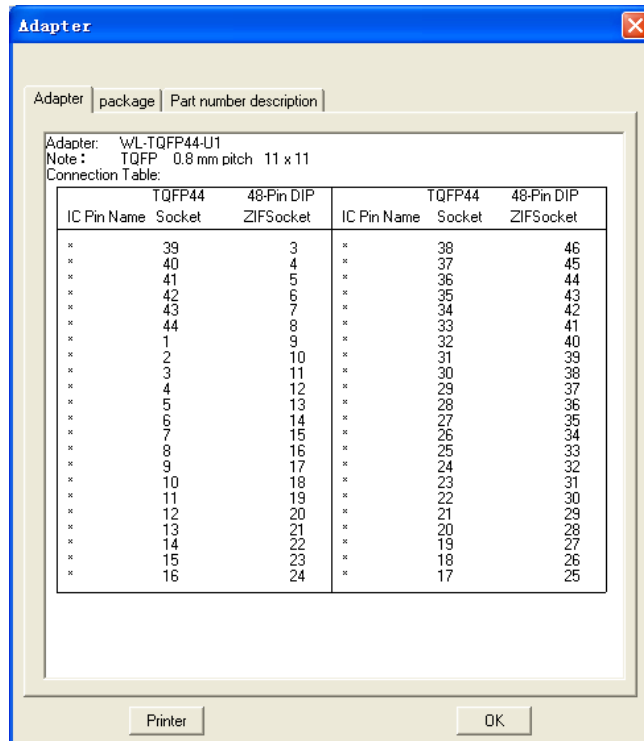 Adapter
Adapter package Part number description
Adapter: WL-TQFP44-U1
Note: TQFP 0.8 mm pitch 11 x 11
Connection Table:
TQFP44 48-Pin DIP TQFP44 48-Pin DIP
IC Pin Name Socket ZIFSocket IC Pin Name Socket ZIFSocket
* 39 3 * 38 46
* 40 4 * 37 45
* 41 5 * 36 44
* 42 6 * 35 43
* 43 7 * 34 42
* 44 8 * 33 41
* 1 9 * 32 40
* 2 10 * 31 39
* 3 11 * 30 38
* 4 12 * 29 37
* 5 13 * 28 36
* 6 14 * 27 35
* 7 15 * 26 34
* 8 16 * 25 33
* 9 17 * 24 32
* 10 18 * 23 31
* 11 19 * 22 30
* 12 20 * 21 29
* 13 21 * 20 28
* 14 22 * 19 27
* 15 23 * 18 26
* 16 24 * 17 25
Printer OK